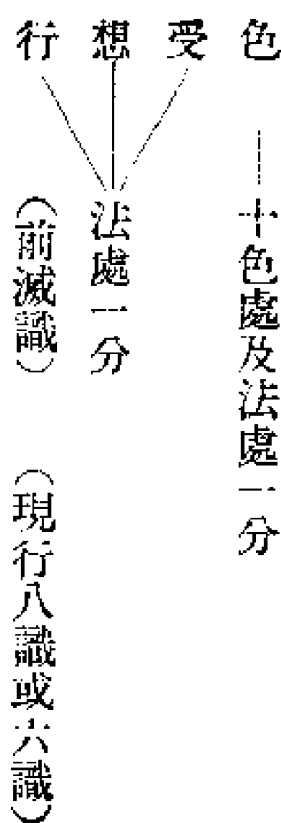 色
十色處及法處一分
受
想
行
法處一分
（前滅識）
（現行八識或六識）